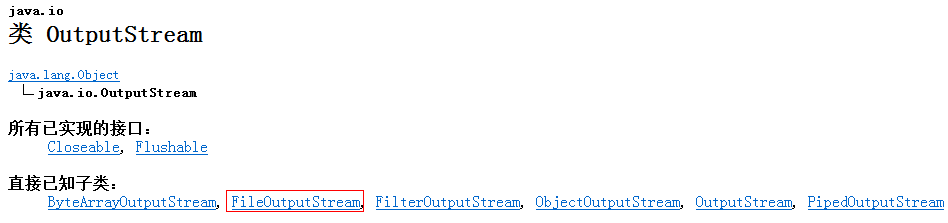 java.io
类 OutputStream
java.lang.Object
java.io.OutputStream
所有已实现的接口：
Closeable, Flushable
直接已知子类：
ByteArrayOutputStream, FileOutputStream, FilterOutputStream, ObjectOutputStream, OutputStream, PipedOutputStream